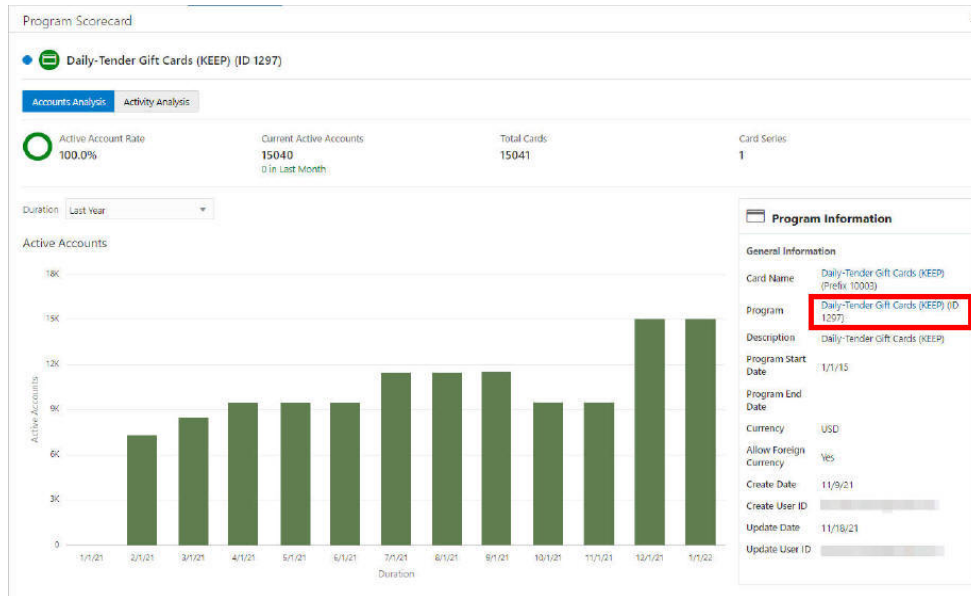 Program Scorecard
Daily-Tender Gift Cards (KEEP) (ID 1297)
Accounts Analysis Activity Analysis
Active Account Rate
100.0%
Current Active Accounts
15040
0 in Last Month
Total Cards
15041
Card Series
1
Duration Last Year
Active Accounts
18K
15K
12K
9K
6K
3K
0
Active Accounts
1/1/21 2/1/21 3/1/21 4/1/21 5/1/21 6/1/21 7/1/21 8/1/21 9/1/21 10/1/21 11/1/21 12/1/21 1/1/22
Duration
Program Information
General Information
Card Name Daily-Tender Gift Cards (KEEP)
(Prefix 10003)
Program Daily-Tender Gift Cards (KEEP) (ID
1297)
Description Daily-Tender Gift Cards (KEEP)
Program Start
Date 1/1/15
Program End
Date
Currency USD
Allow Foreign
Currency Yes
Create Date 11/9/21
Create User ID
Update Date 11/18/21
Update User ID